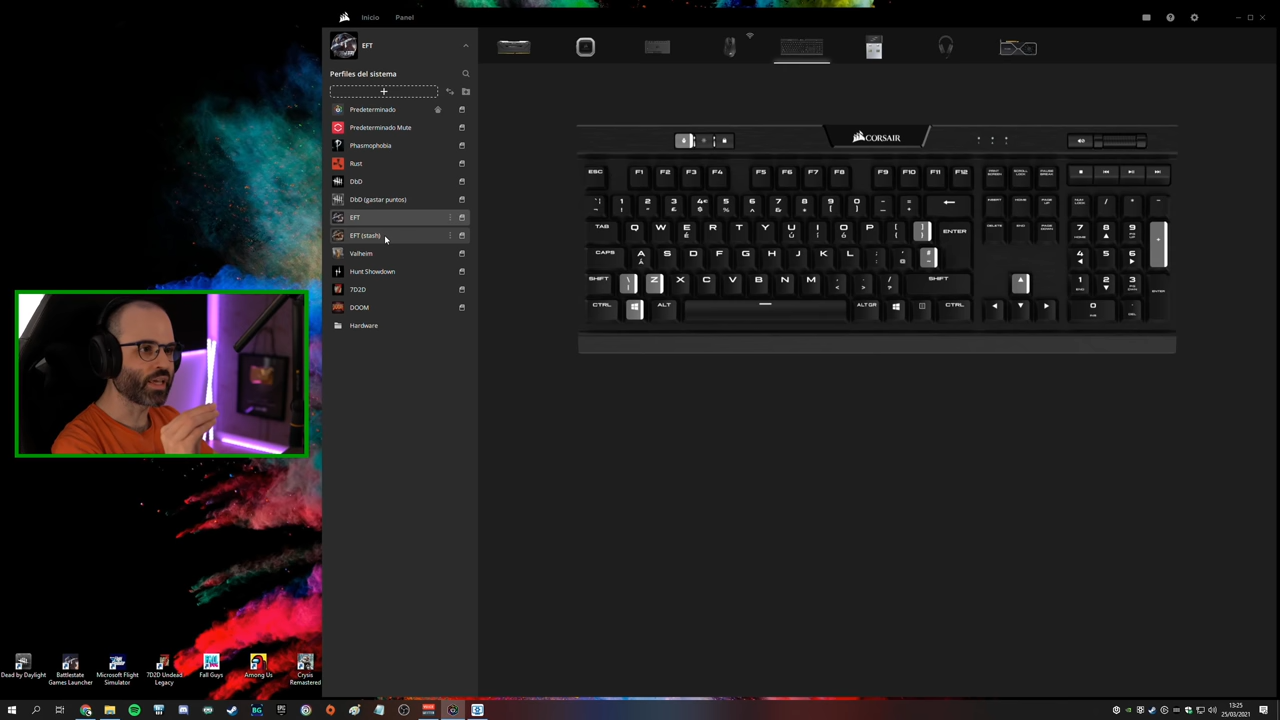 Inicio
Panel
EFT
Perfiles del sistema
+
Predeterminado
Predeterminado Mute
Phasmophobia
Rust
DbD
DbD (gastar puntos)
EFT
EFT (stash)
Valheim
Hunt Showdown
7D2D
DOOM
Hardware
CORSAIR
ESC F1 F2 F3 F4 F5 F6 F7 F8 F9 F10 F11 F12
TAB Q W E R T Y U I O P ENTER
CAPS A S D F G H J K L
SHIFT Z X C V B N M SHIFT
CTRL ALT ALTGR CTRL
Dead by Daylight
Battlestate Games Launcher
Microsoft Flight Simulator
7D2D Undead Legacy
Fall Guys
Among Us
Crysis Remastered
13:25
25/03/2021